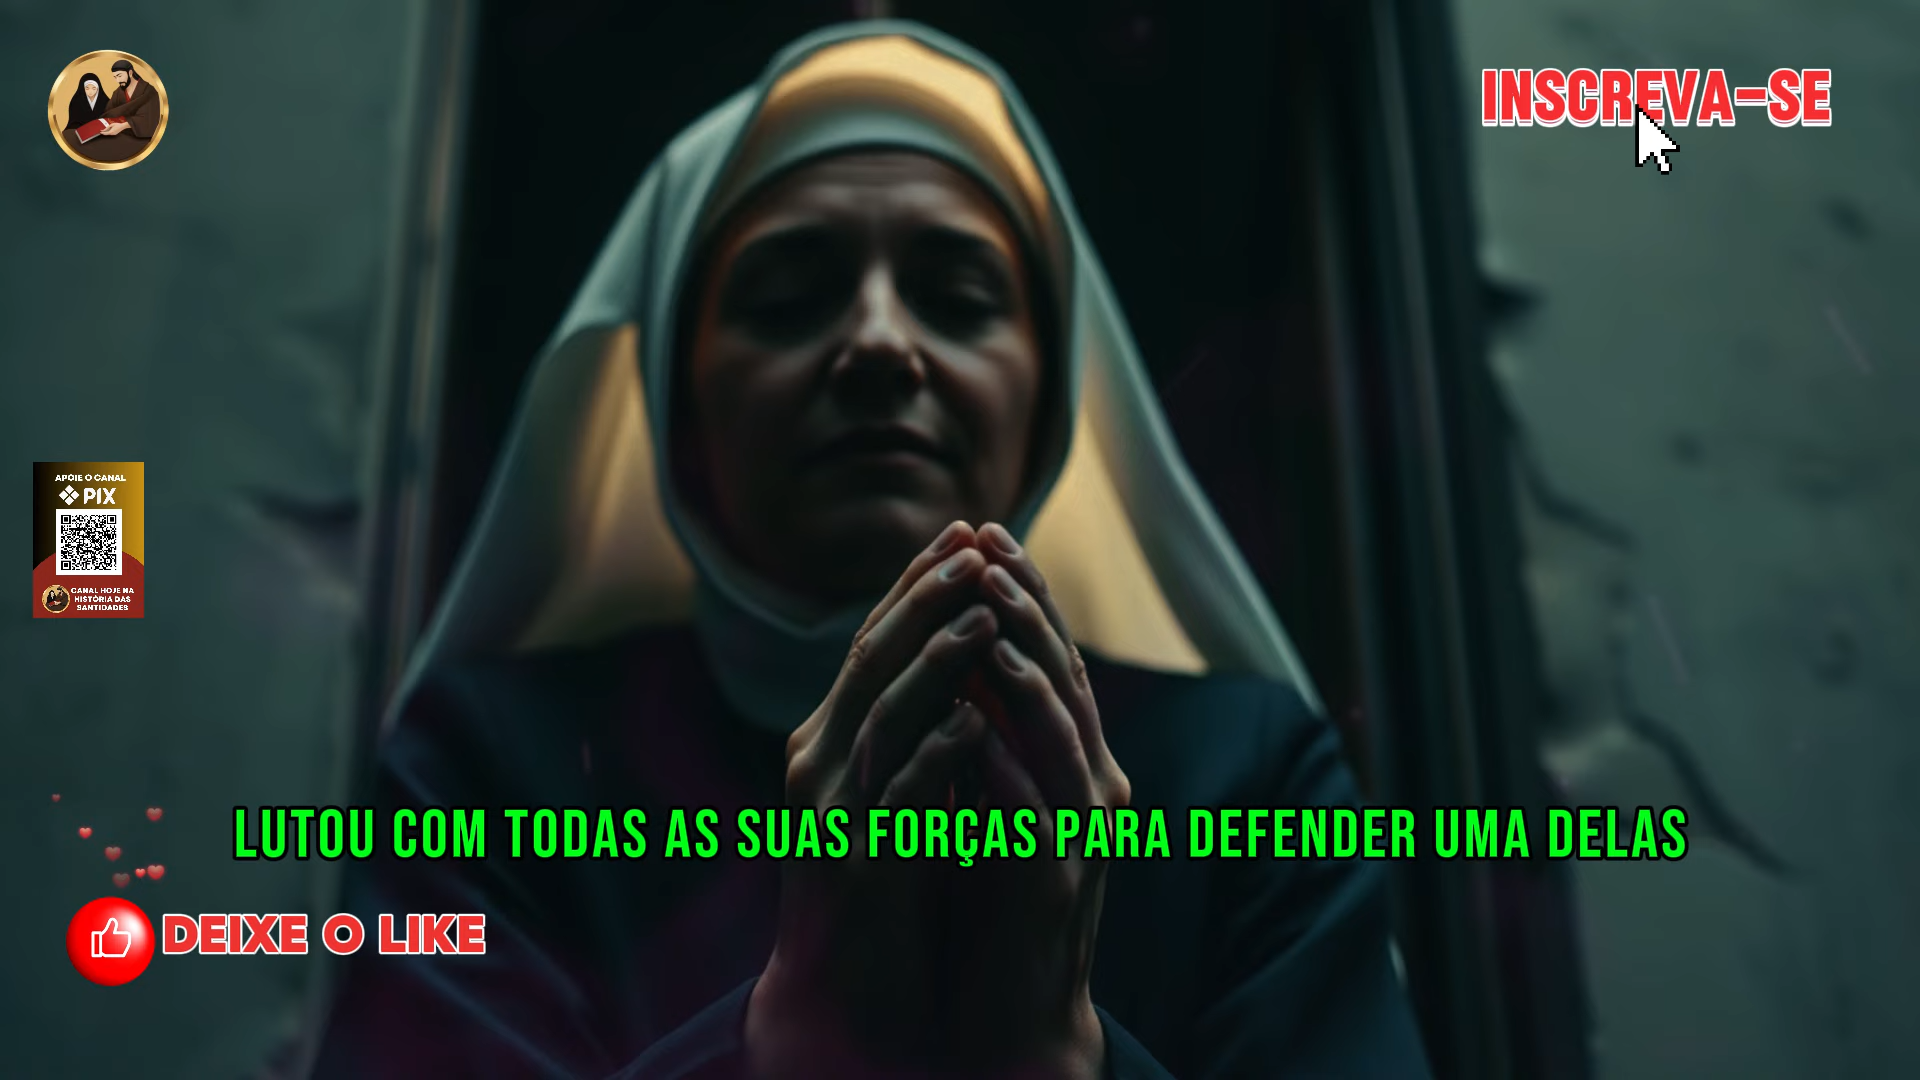 INSCREVA-SE
APOIE O CANAL
PIX
CANAL HOJE NA
HISTÓRIA DAS
SANTIDADES
LUTOU COM TODAS AS SUAS FORÇAS PARA DEFENDER UMA DELAS
DEIXE O LIKE